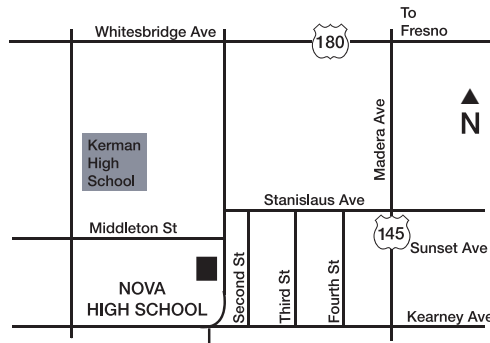 Whitesbridge Ave
To
Fresno
180
Madera Ave
N
Kerman
High
School
Stanislaus Ave
Middleton St
145
Sunset Ave
NOVA
HIGH SCHOOL
Second St
Third St
Fourth St
Kearney Ave